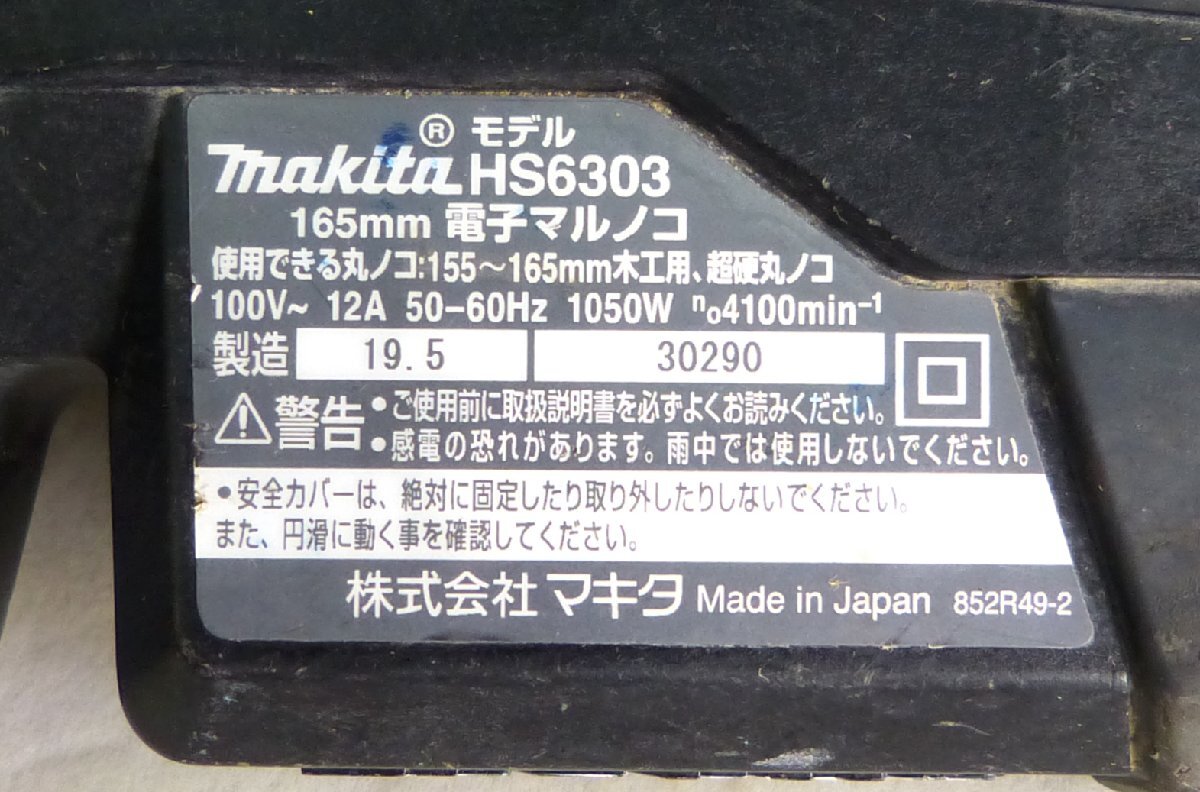 makita® モデル HS6303
165mm 電子マルノコ
使用できる丸ノコ:155～165mm木工用、超硬丸ノコ
100V~ 12A 50-60Hz 1050W n₀4100min⁻¹
製造 19.5 30290
警告 •ご使用前に取扱説明書を必ずよくお読みください。
•感電の恐れがあります。雨中では使用しないでください。
•安全カバーは、絶対に固定したり取り外したりしないでください。
また、円滑に動く事を確認してください。
株式会社マキタ Made in Japan 852R49-2